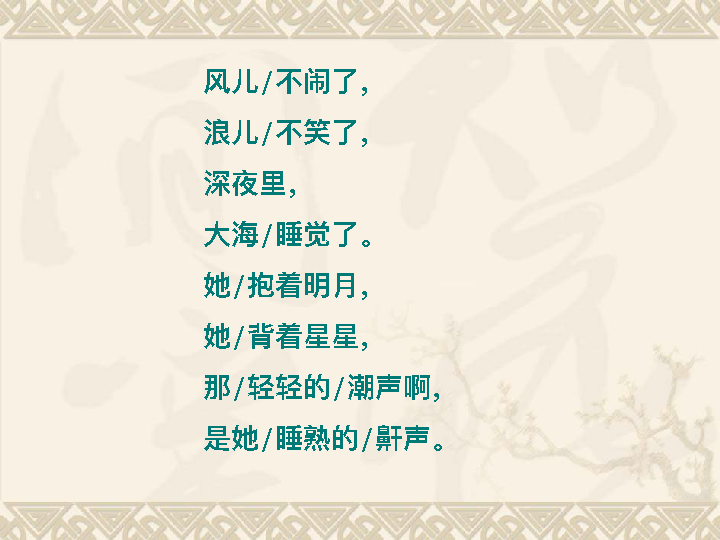 风儿/不闹了,
浪儿/不笑了,
深夜里,
大海/睡觉了。
她/抱着明月,
她/背着星星,
那/轻轻的/潮声啊,
是她/睡熟的/鼾声。